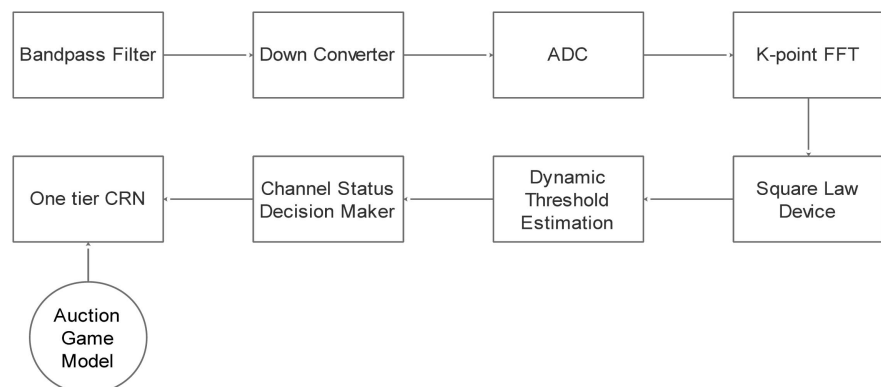 Bandpass Filter
Down Converter
ADC
K-point FFT
One tier CRN
Channel Status
Decision Maker
Dynamic
Threshold
Estimation
Square Law
Device
Auction
Game
Model